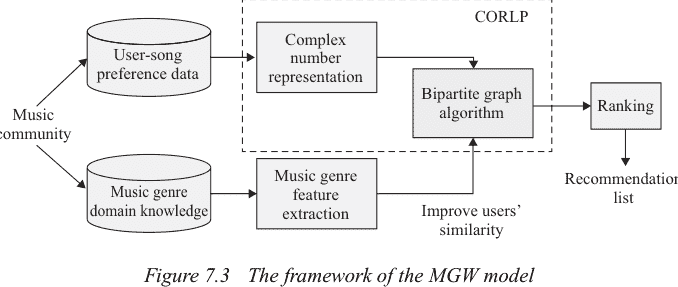 CORLP
User-song
preference data
Complex
number
representation
Bipartite graph
algorithm
Ranking
Music
community
Music genre
domain knowledge
Music genre
feature
extraction
Improve users'
similarity
Recommendation
list
Figure 7.3 The framework of the MGW model